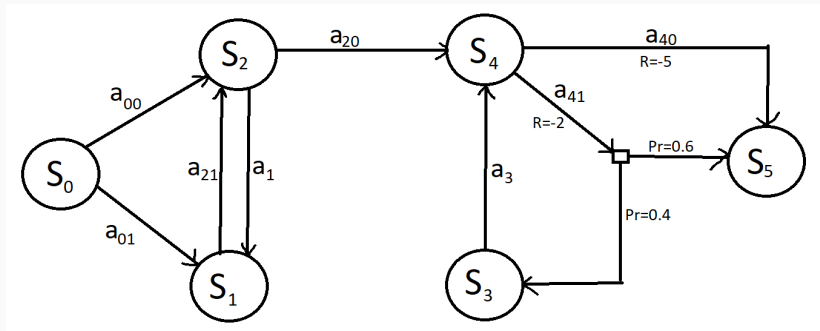 S₂
a₂₀
S₄
a₄₀
R=-5
a₀₀
a₄₁
R=-2
Pr=0.6
S₀
a₂₁
a₁
a₃
S₅
a₀₁
Pr=0.4
S₁
S₃